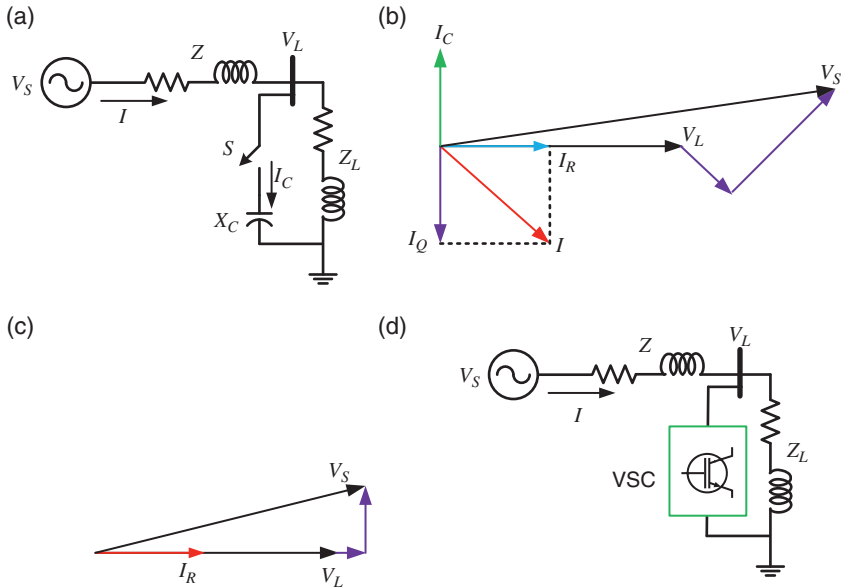 (a)
Z
V_L
V_S
I
S
I_C
Z_L
X_C
(b)
I_C
V_S
V_L
I_R
I_Q
I
(c)
V_S
I_R
V_L
(d)
V_L
Z
V_S
I
Z_L
VSC